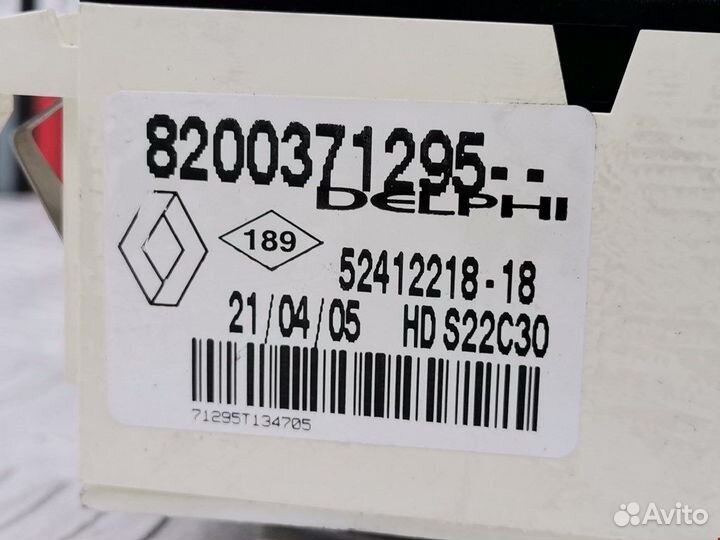 8200371295--
DELPHI
189
52412218-18
21/04/05 HD S22C30
71295T134705
Avito